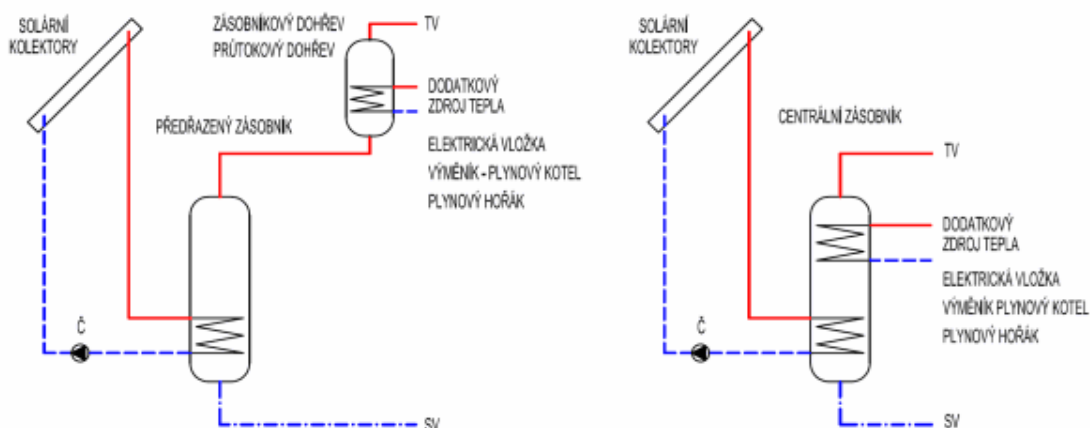 SOLÁRNÍ
KOLEKTORY
ZÁSOBNÍKOVÝ DOHŘEV
PRŮTOKOVÝ DOHŘEV
TV
DODATKOVÝ
ZDROJ TEPLA
PŘEDŘAZENÝ ZÁSOBNÍK
ELEKTRICKÁ VLOŽKA
VÝMĚNÍK - PLYNOVÝ KOTEL
PLYNOVÝ HOŘÁK
Č
SV
SOLÁRNÍ
KOLEKTORY
CENTRÁLNÍ ZÁSOBNÍK
TV
DODATKOVÝ
ZDROJ TEPLA
ELEKTRICKÁ VLOŽKA
VÝMĚNÍK PLYNOVÝ KOTEL
PLYNOVÝ HOŘÁK
Č
SV